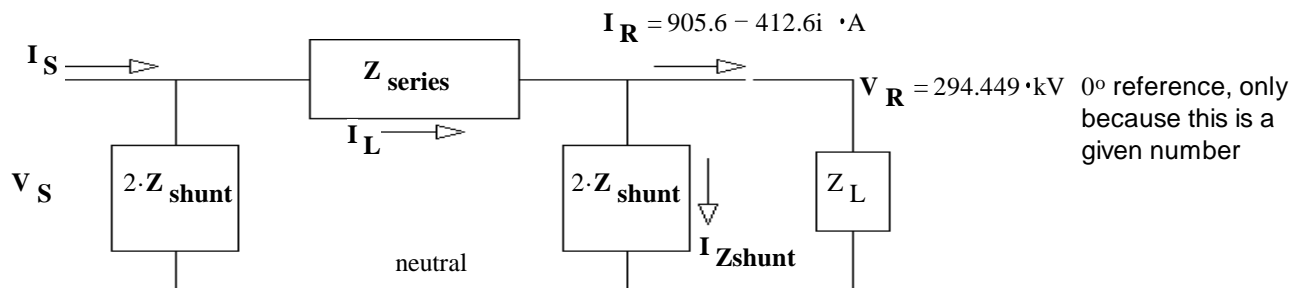 I R = 905.6 − 412.6i ·A
I S
Z series
V R = 294.449 ·kV 0o reference, only
because this is a
given number
I L
V S
2·Z shunt
2·Z shunt
Z L
I Zshunt
neutral